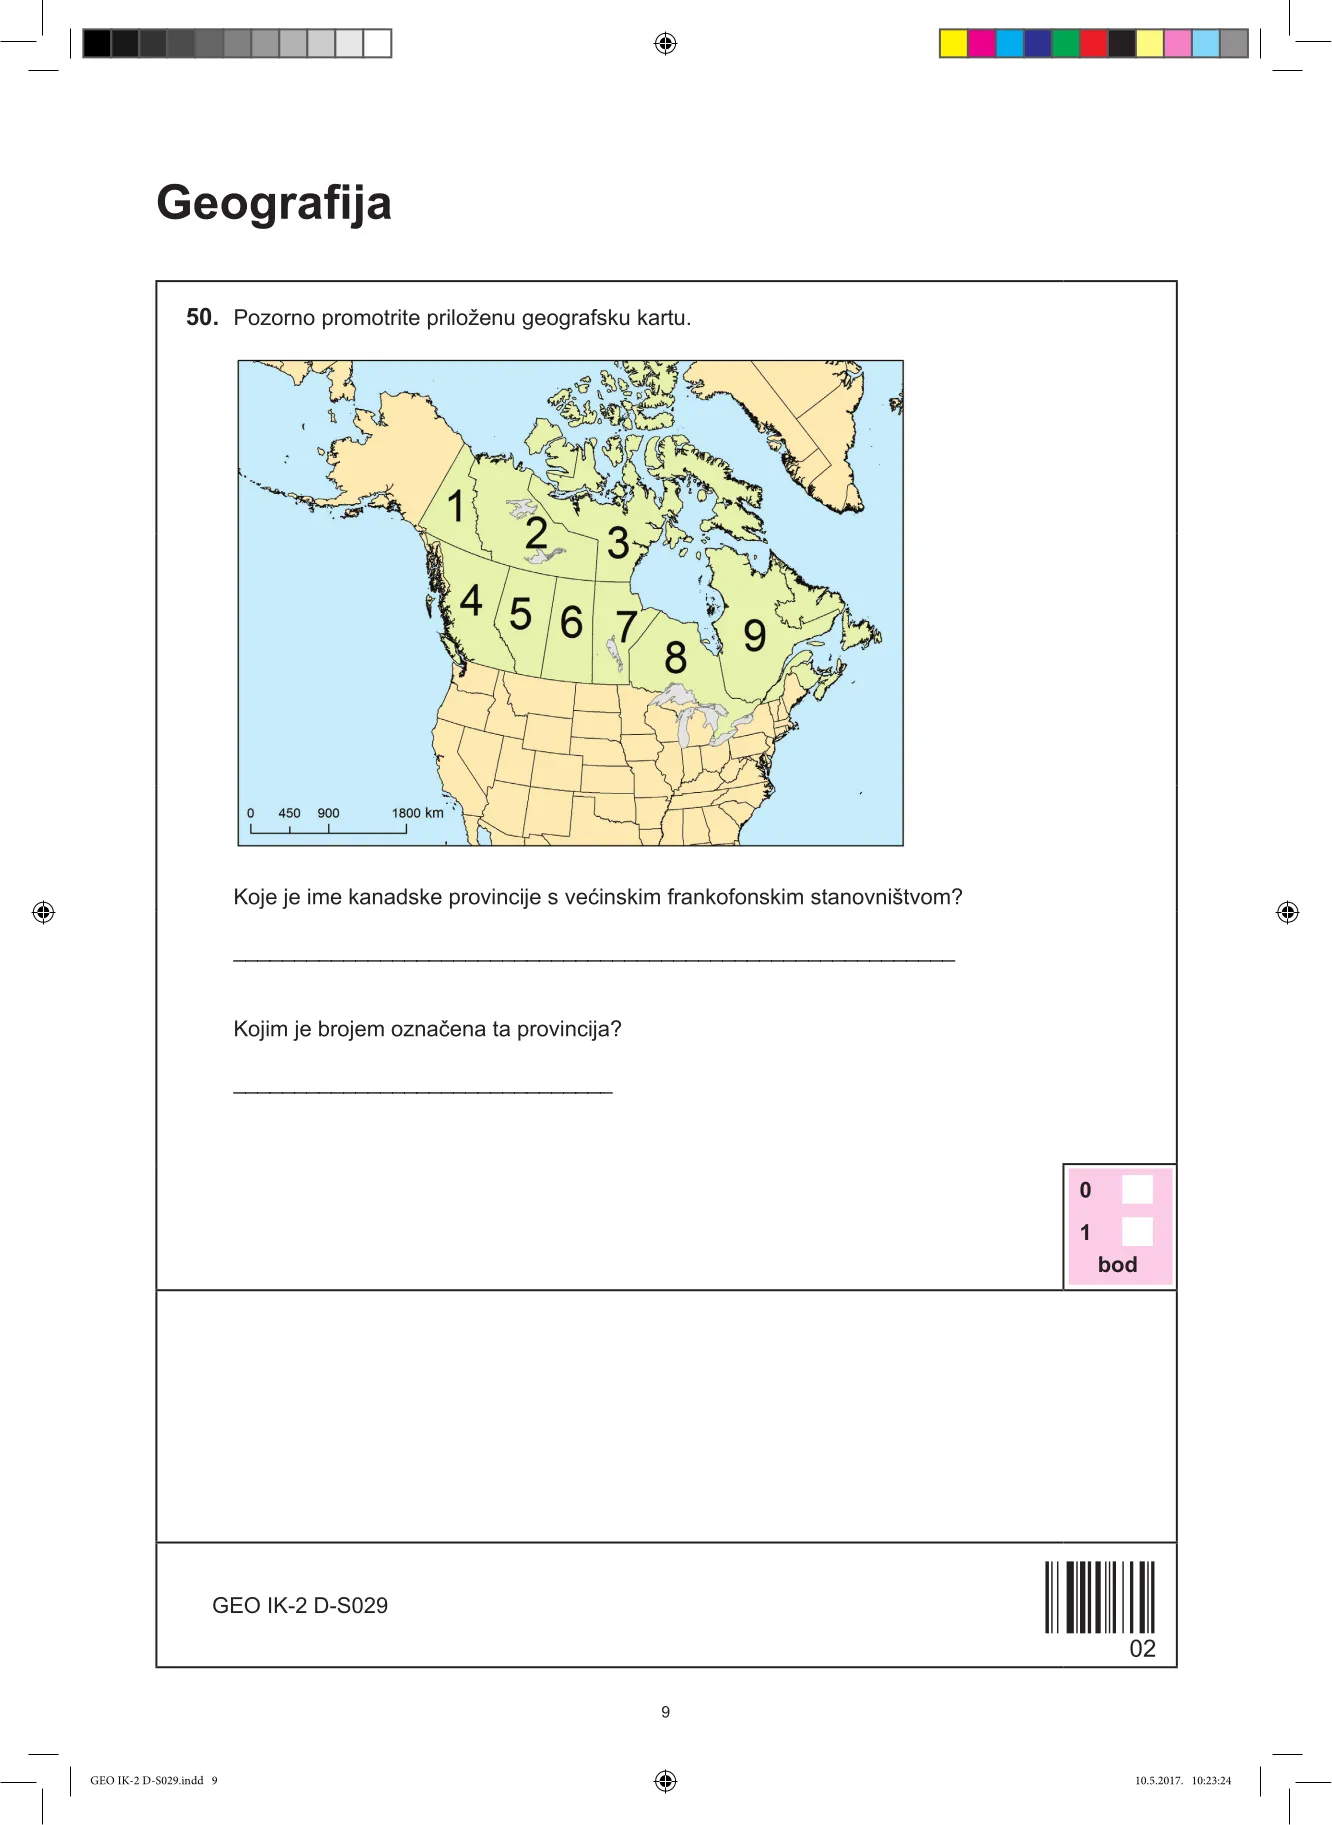 Geografija
50. Pozorno promotrite priloženu geografsku kartu.
1
2
3
4
5
6
7
8
9
0 450 900 1800 km
Koje je ime kanadske provincije s većinskim frankofonskim stanovništvom?
Kojim je brojem označena ta provincija?
0
1
bod
GEO IK-2 D-S029
02
9
GEO IK-2 D-S029.indd 9
10.5.2017. 10:23:24